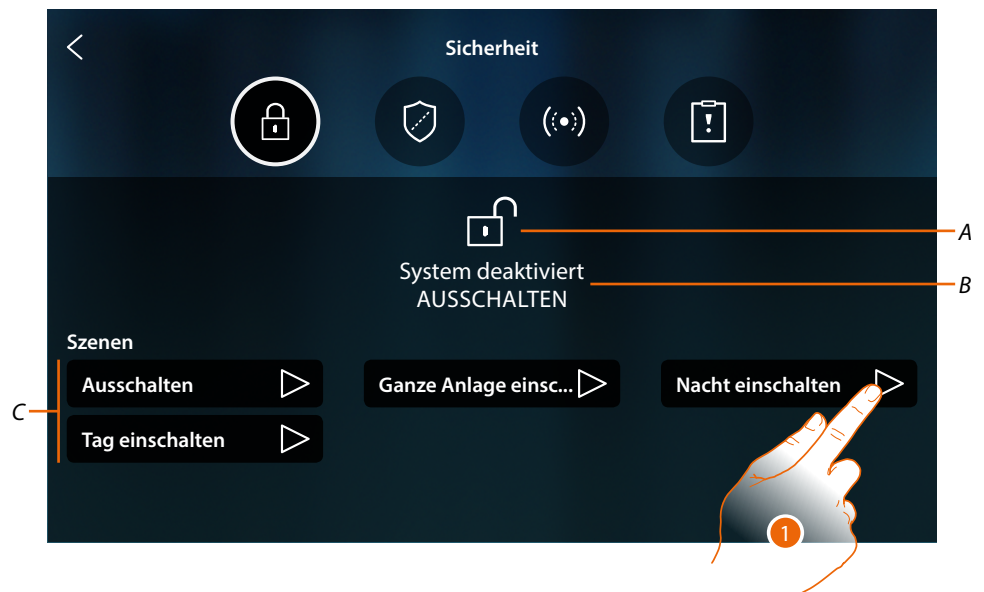 Sicherheit
A
System deaktiviert
B
AUSSCHALTEN
Szenen
Ausschalten
Ganze Anlage einsc...
Nacht einschalten
C
Tag einschalten
1